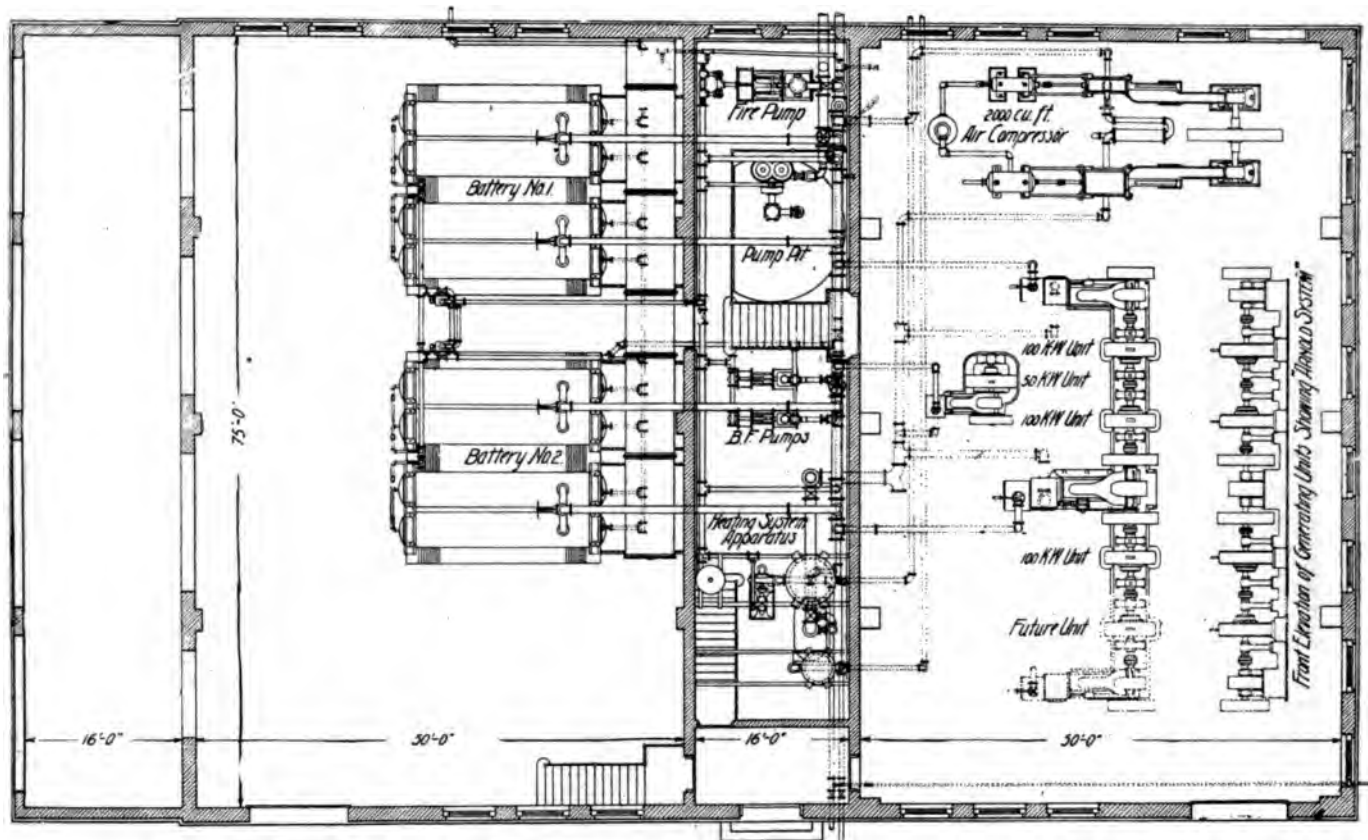 Fire Pump
2000 cu. ft.
Air Compressor
Battery No.1.
Pump Pit
100 KW Unit
50 KW Unit
100 KW Unit
B.F. Pumps
Battery No.2.
75'-0"
Heating System
Apparatus
100 KW Unit
Future Unit
Front Elevation of Generating Units Showing "ARNOLD SYSTEM"
16'-0"
50'-0"
16'-0"
50'-0"